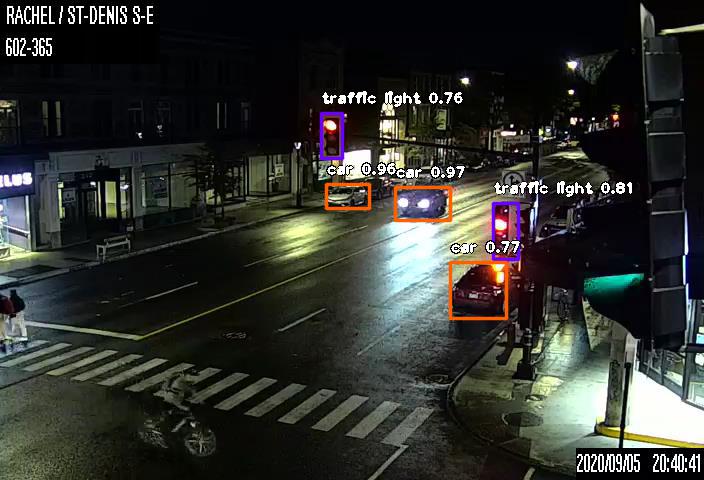 RACHEL / ST-DENIS S-E
602-365
traffic light 0.76
car 0.96
car 0.97
traffic light 0.81
car 0.77
2020/09/05 20:40:41